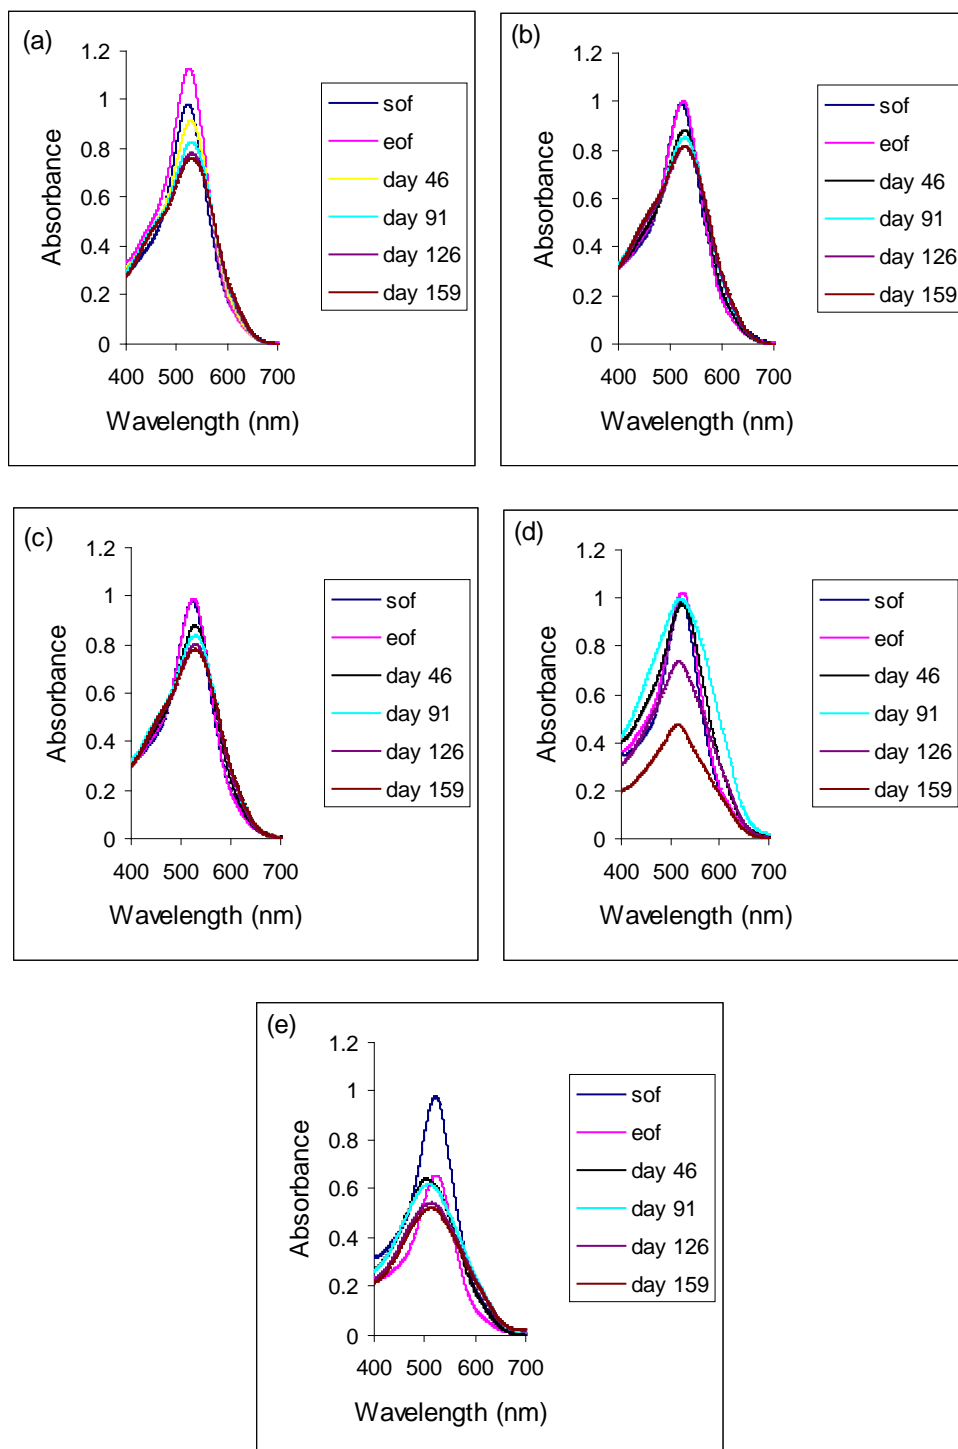 (a)
1.2
1
0.8
0.6
0.4
0.2
0
400 500 600 700
Absorbance
Wavelength (nm)
sof
eof
day 46
day 91
day 126
day 159
(b)
1.2
1
0.8
0.6
0.4
0.2
0
400 500 600 700
Absorbance
Wavelength (nm)
sof
eof
day 46
day 91
day 126
day 159
(c)
1.2
1
0.8
0.6
0.4
0.2
0
400 500 600 700
Absorbance
Wavelength (nm)
sof
eof
day 46
day 91
day 126
day 159
(d)
1.2
1
0.8
0.6
0.4
0.2
0
400 500 600 700
Absorbance
Wavelength (nm)
sof
eof
day 46
day 91
day 126
day 159
(e)
1.2
1
0.8
0.6
0.4
0.2
0
400 500 600 700
Absorbance
Wavelength (nm)
sof
eof
day 46
day 91
day 126
day 159